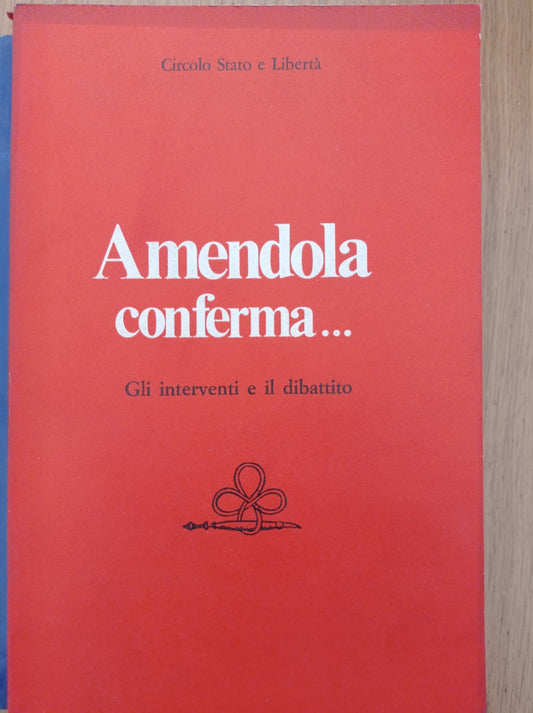 Circolo Stato e Libertà
Amendola
conferma...
Gli interventi e il dibattito